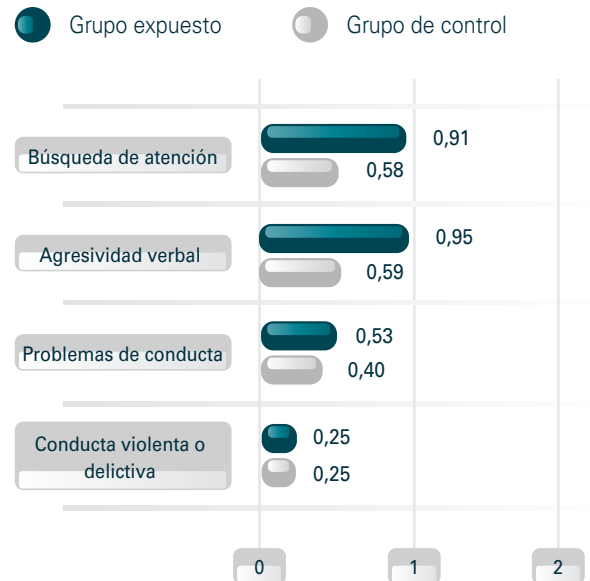 Grupo expuesto
Grupo de control
Búsqueda de atención
0,91
0,58
Agresividad verbal
0,95
0,59
Problemas de conducta
0,53
0,40
Conducta violenta o
delictiva
0,25
0,25
0
1
2